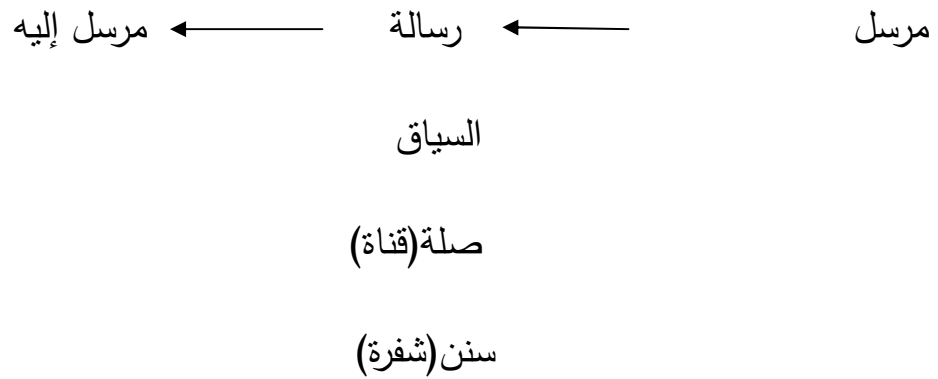 مرسل رسالة مرسل إليه
السياق
صلة(قناة)
سنن(شفرة)